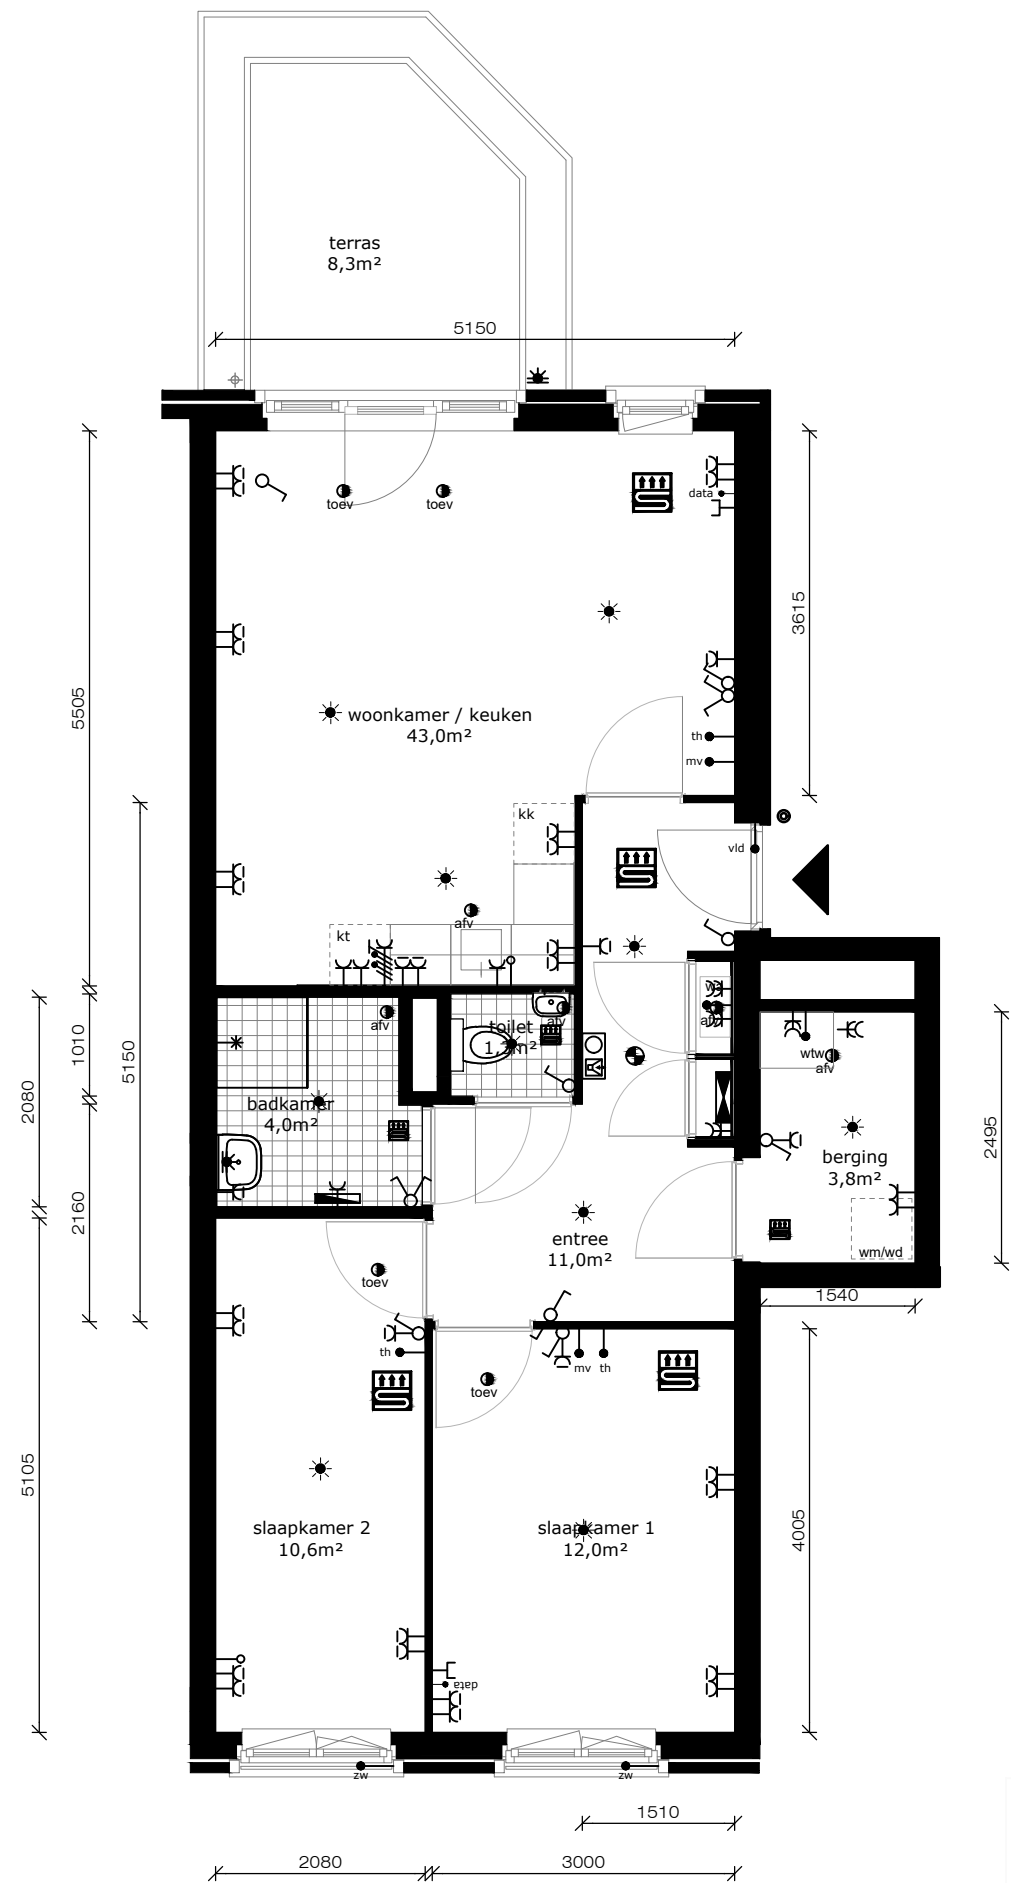 terras
8,3m²
5150
toev
toev
data
3615
5505
woonkamer / keuken
43,0m²
th
mv
kk
vld
5150
afv
kt
1010
2080
toilet
afv
afv
wtw
afv
badkamer
4,0m²
2495
berging
3,8m²
2160
entree
11,0m²
wm/wd
toev
1540
th
mv
th
toev
5105
4005
slaapkamer 2
10,6m²
slaapkamer 1
12,0m²
data
zw
zw
1510
2080
3000